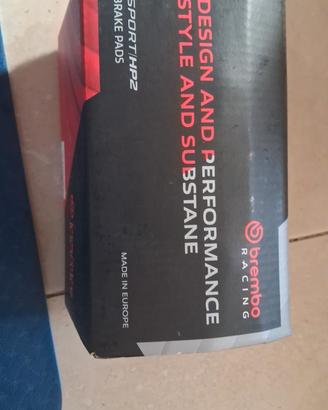 SPORT/HP2
BRAKE PADS
DESIGN AND PERFORMANCE
STYLE AND SUBSTANE
brembo
RACING
MADE IN EUROPE